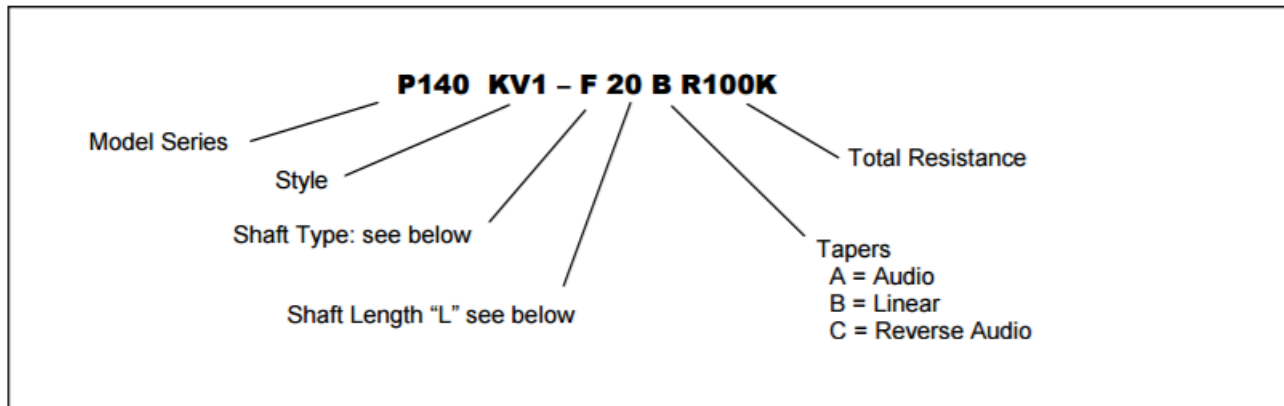 P140 KV1 – F 20 B R100K
Model Series
Total Resistance
Style
Shaft Type: see below
Tapers
A = Audio
B = Linear
C = Reverse Audio
Shaft Length “L” see below